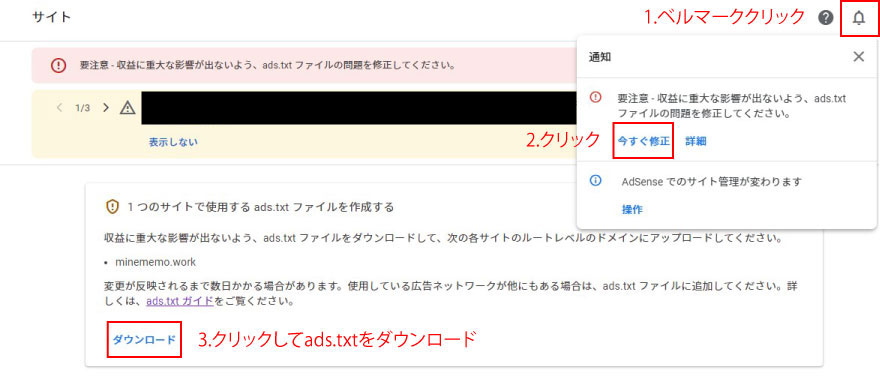 サイト
1.ベルマーククリック
要注意 - 収益に重大な影響が出ないよう、ads.txt ファイルの問題を修正してください。
1/3
表示しない
通知
要注意 - 収益に重大な影響が出ないよう、ads.txt
ファイルの問題を修正してください。
2.クリック
今すぐ修正 詳細
AdSense でのサイト管理が変わります
操作
1 つのサイトで使用する ads.txt ファイルを作成する
収益に重大な影響が出ないよう、ads.txt ファイルをダウンロードして、次の各サイトのルートレベルのドメインにアップロードしてください。
• minememo.work
変更が反映されるまで数日かかる場合があります。使用している広告ネットワークが他にもある場合は、ads.txt ファイルに追加してください。詳
しくは、ads.txt ガイドをご覧ください。
ダウンロード
3.クリックしてads.txtをダウンロード